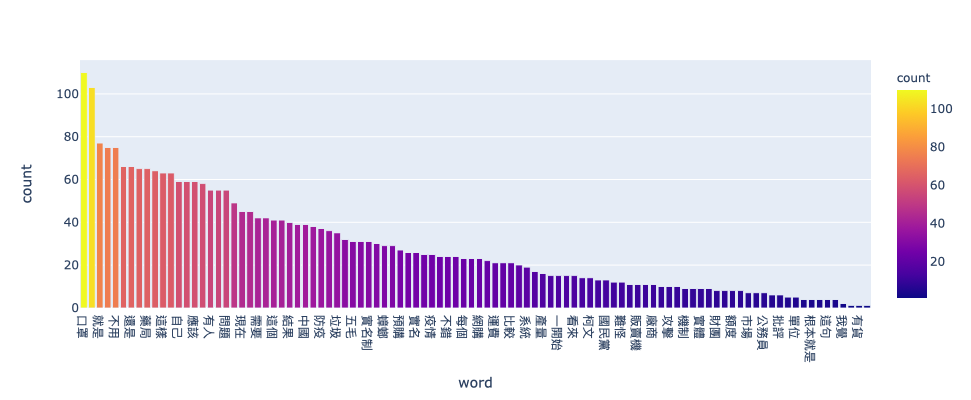 count
100
80
60
40
20
0
口罩
就是
不用
還是
藥局
這樣
自己
應該
有人
問題
現在
需要
這個
結果
中國
防疫
垃圾
五毛
實名制
蟑螂
預購
實名
疫情
不錯
每個
網購
運費
比較
系統
產量
一開始
看來
柯文
國民黨
難怪
販賣機
廠商
攻擊
機制
實體
財團
額度
市場
公務員
批評
單位
根本就是
這句
我覺
有貨
word
count
100
80
60
40
20